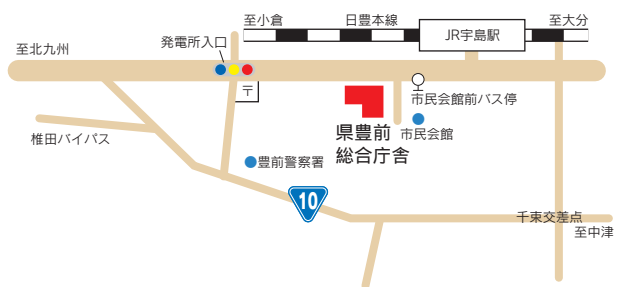 至小倉
日豊本線
JR宇島駅
至大分
発電所入口
至北九州
〒
市民会館前バス停
県豊前
総合庁舎
市民会館
椎田バイパス
豊前警察署
10
千束交差点
至中津